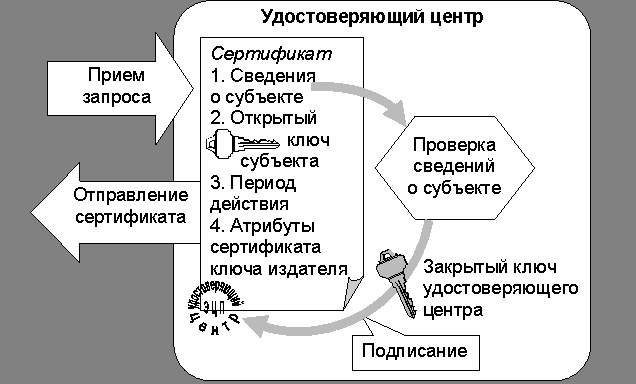 Удостоверяющий центр
Прием
запроса
Отправление
сертификата
Сертификат
1. Сведения
о субъекте
2. Открытый
ключ
субъекта
3. Период
действия
4. Атрибуты
сертификата
ключа издателя
Удостоверяющий
ЭЦП
центр
Проверка
сведений
о субъекте
Закрытый ключ
удостоверяющего
центра
Подписание